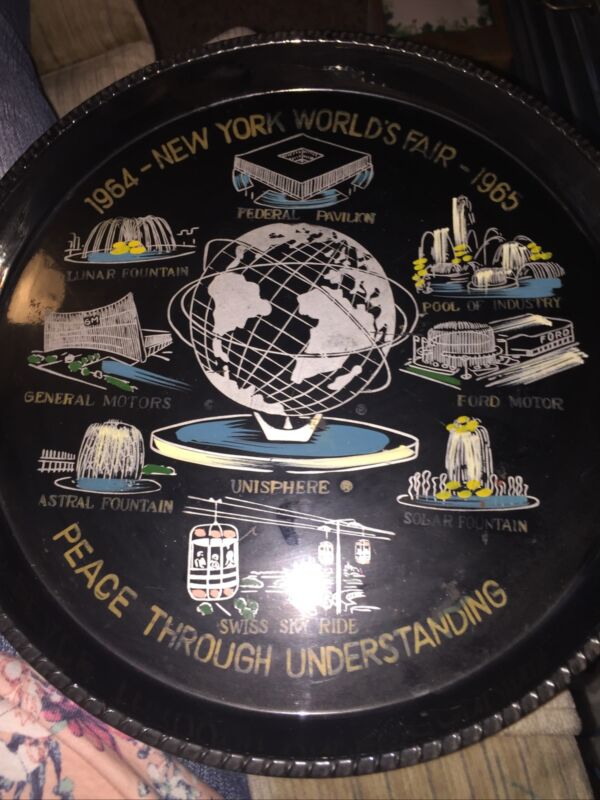 1964 - NEW YORK WORLD'S FAIR - 1965
FEDERAL PAVILION
LUNAR FOUNTAIN
POOL OF INDUSTRY
GM
FORD
GENERAL MOTORS
FORD MOTOR
© ®
UNISPHERE ®
ASTRAL FOUNTAIN
SOLAR FOUNTAIN
SWISS SKY RIDE
PEACE THROUGH UNDERSTANDING